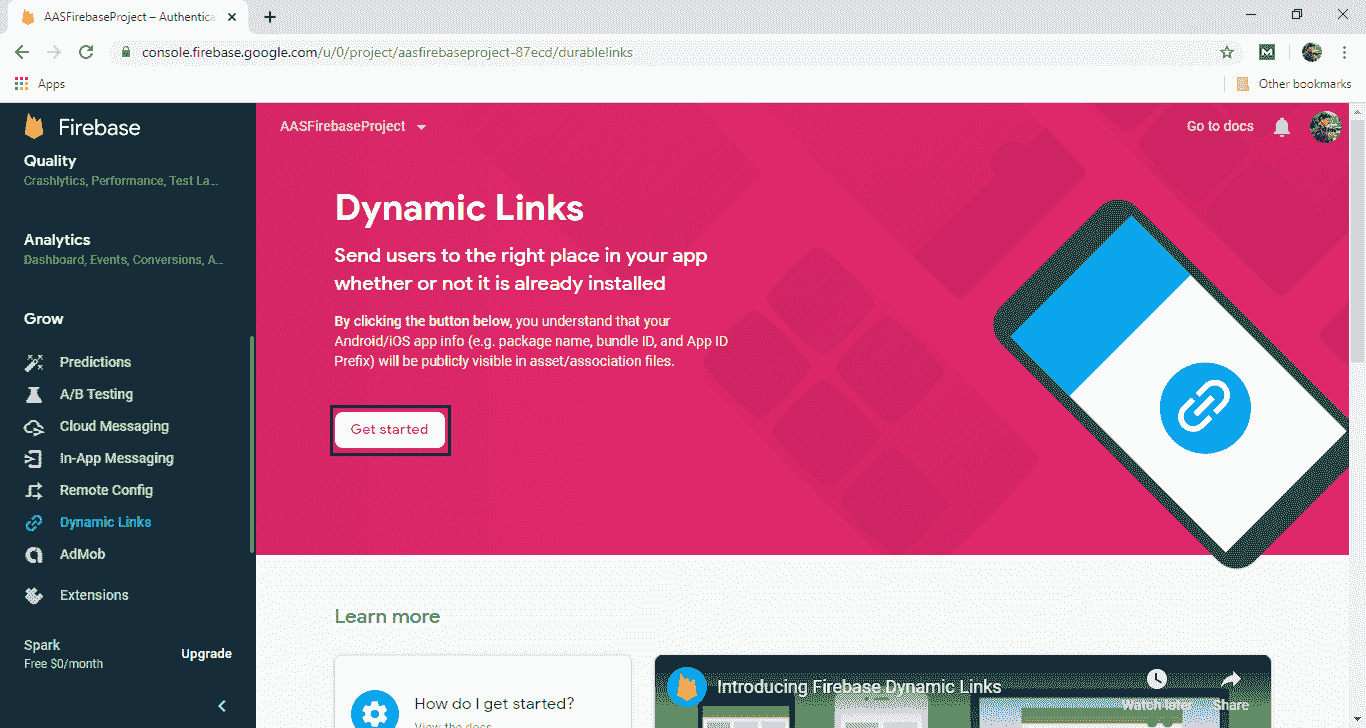 AASFirebaseProject – Authentica
console.firebase.google.com/u/0/project/aasfirebaseproject-87ecd/durablelinks
Apps
Other bookmarks
Firebase
AASFirebaseProject
Go to docs
Quality
Crashlytics, Performance, Test La...
Analytics
Dashboard, Events, Conversions, A...
Grow
Predictions
A/B Testing
Cloud Messaging
In-App Messaging
Remote Config
Dynamic Links
AdMob
Extensions
Spark
Free $0/month
Upgrade
Dynamic Links
Send users to the right place in your app
whether or not it is already installed
By clicking the button below, you understand that your
Android/iOS app info (e.g. package name, bundle ID, and App ID
Prefix) will be publicly visible in asset/association files.
Get started
Learn more
How do I get started?
View the docs
Introducing Firebase Dynamic Links
Watch later
Share